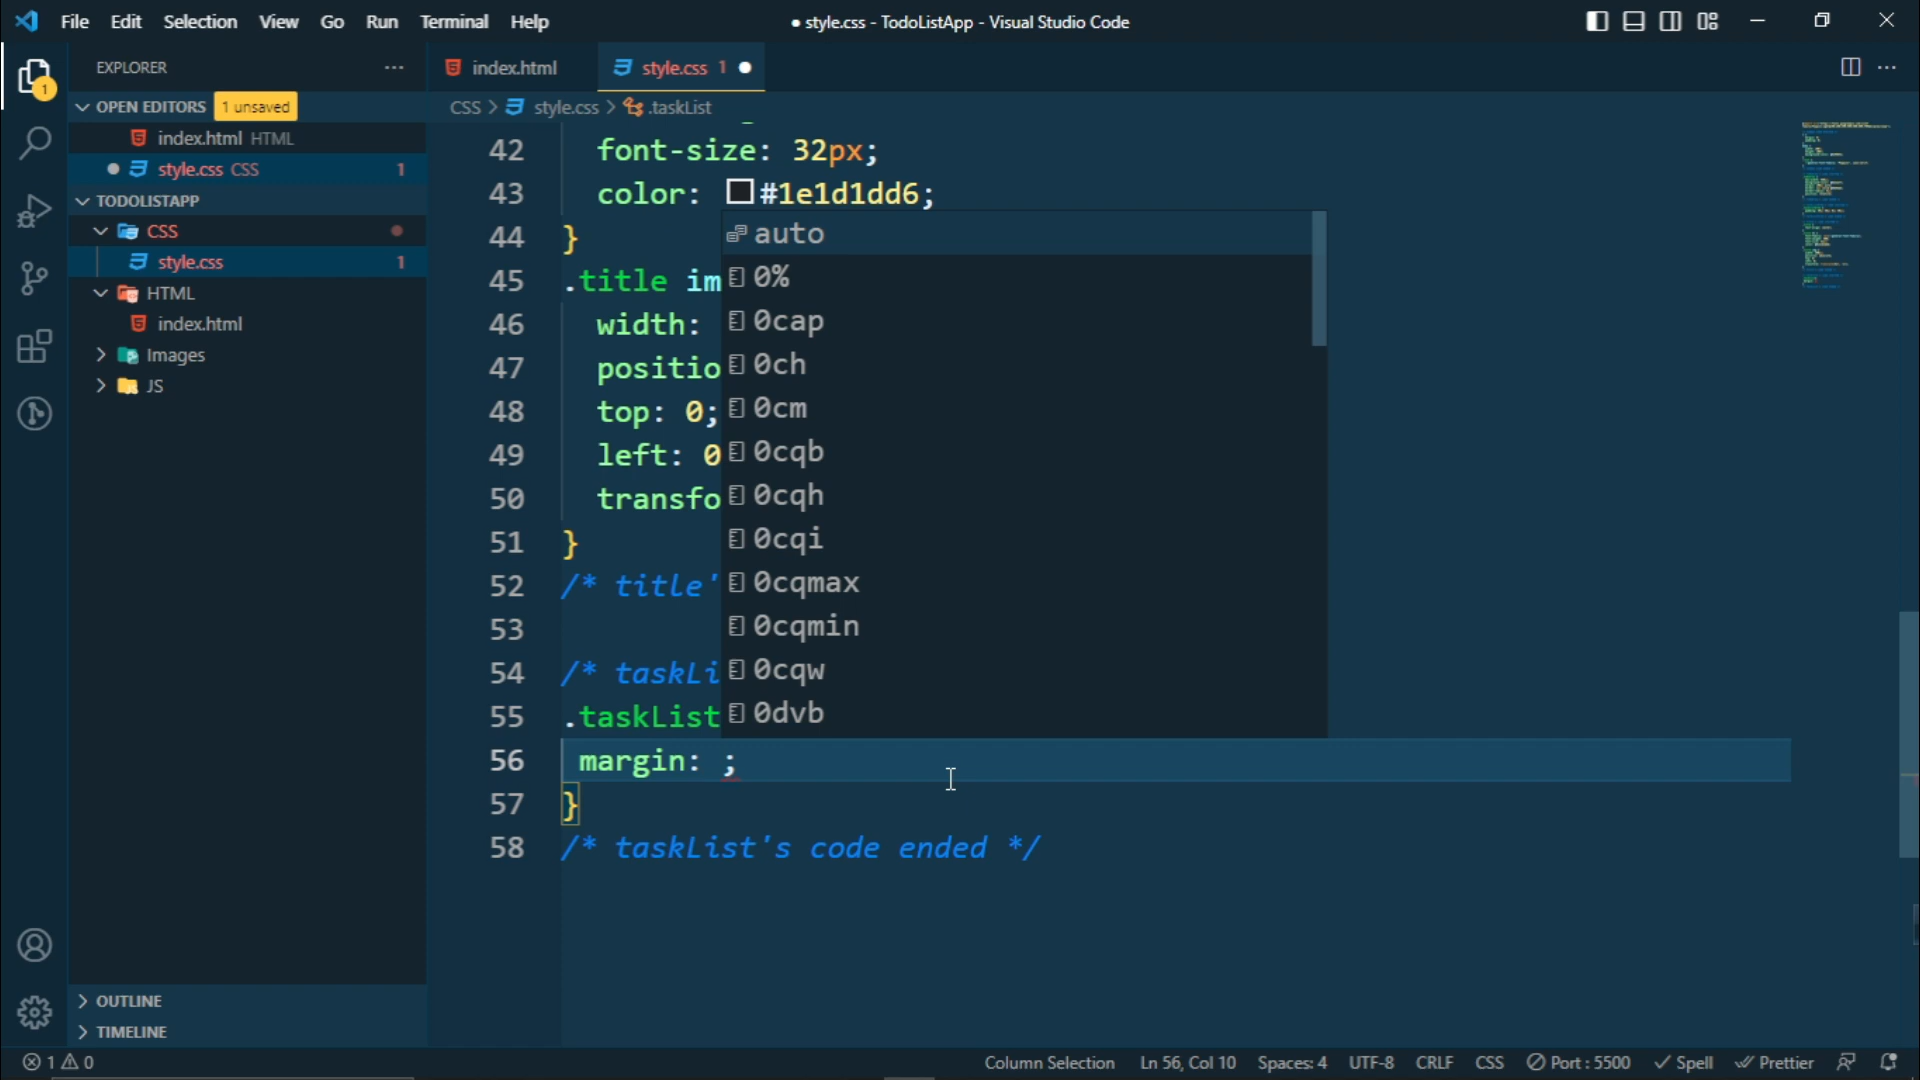 File Edit Selection View Go Run Terminal Help
● style.css - TodoListApp - Visual Studio Code
EXPLORER
OPEN EDITORS 1 unsaved
index.html HTML
style.css CSS 1
TODOLISTAPP
CSS
style.css 1
HTML
index.html
Images
JS
OUTLINE
TIMELINE
1
index.html
style.css 1
CSS > style.css > .taskList
42 font-size: 32px;
43 color: #1e1d1dd6;
44 }
45 .title im
46 width:
47 positio
48 top: 0;
49 left: 0
50 transfo
51 }
52 /* title'
53
54 /* taskLi
55 .taskList
56 margin: ;
57 }
58 /* taskList's code ended */
auto
0%
0cap
0ch
0cm
0cqb
0cqh
0cqi
0cqmax
0cqmin
0cqw
0dvb
1 0
Column Selection Ln 56, Col 10 Spaces: 4 UTF-8 CRLF CSS Port : 5500 Spell Prettier